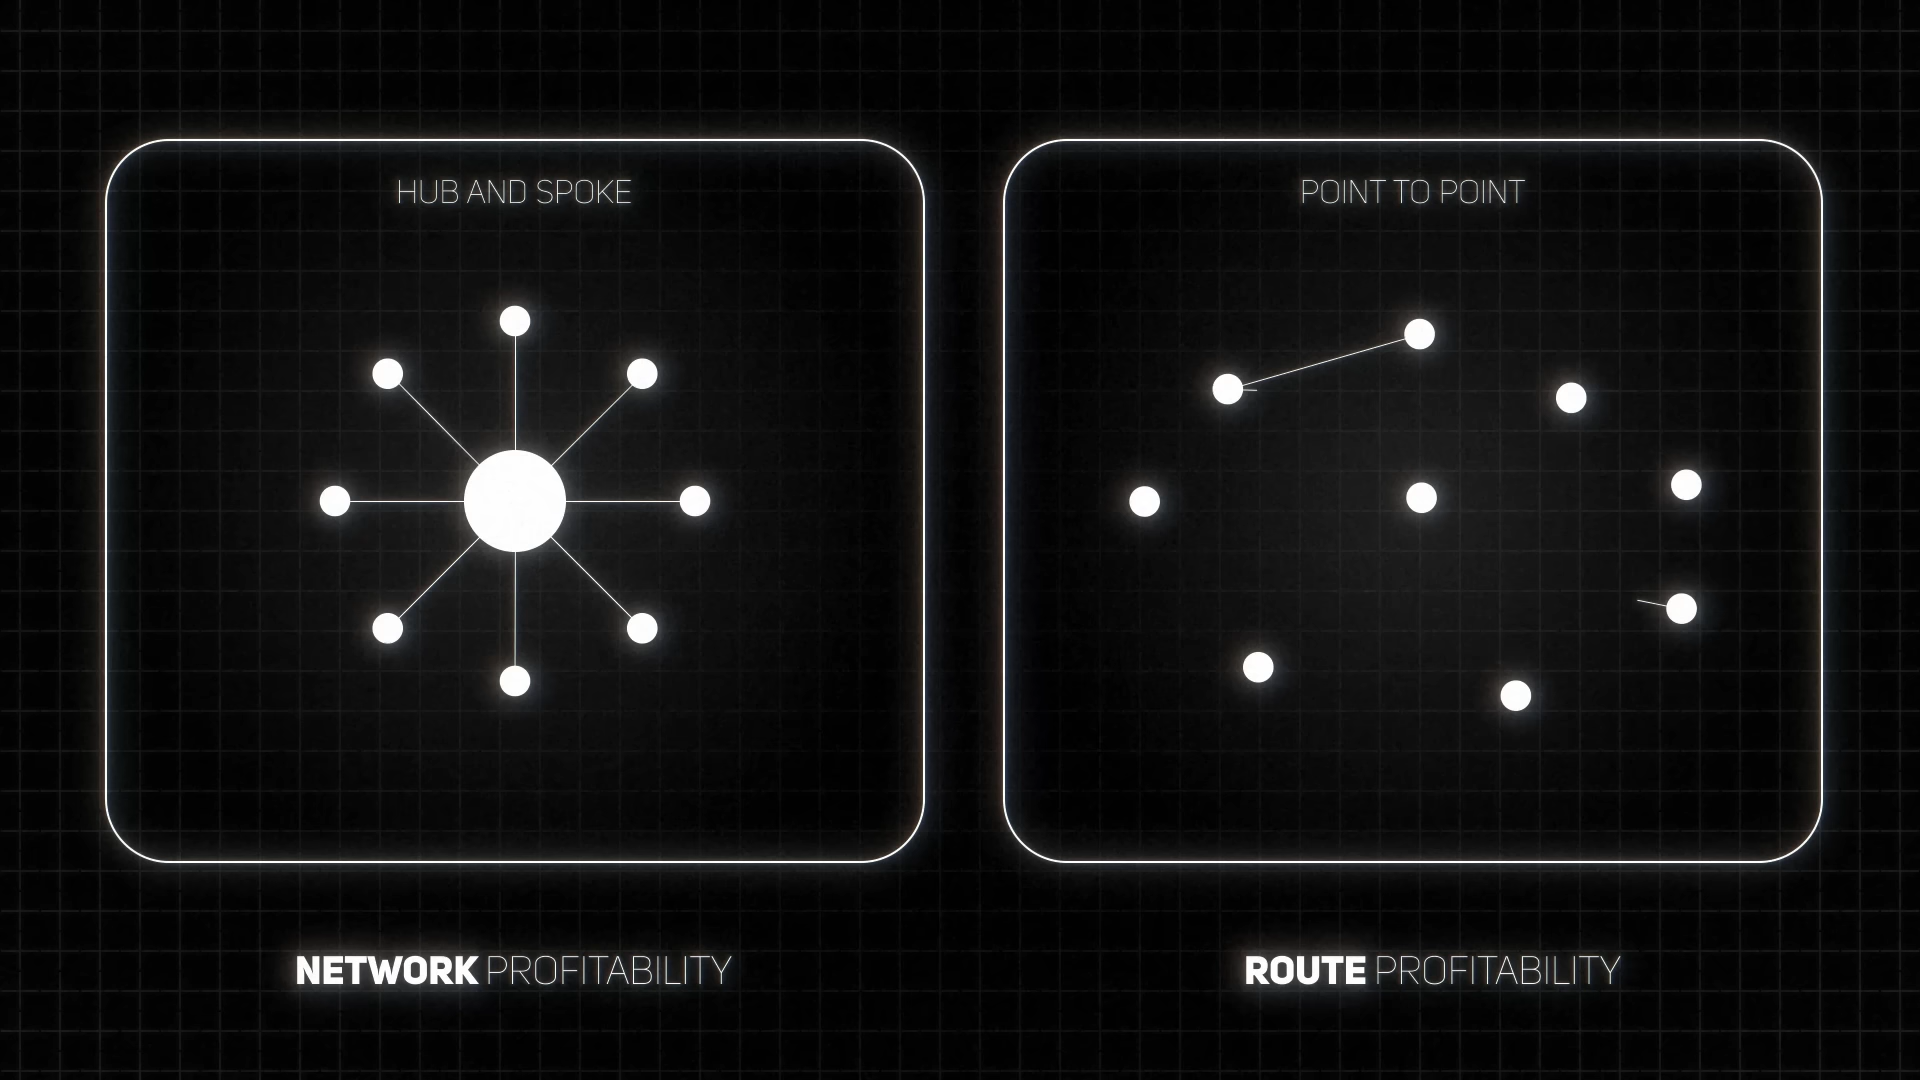 HUB AND SPOKE
POINT TO POINT
NETWORK PROFITABILITY
ROUTE PROFITABILITY